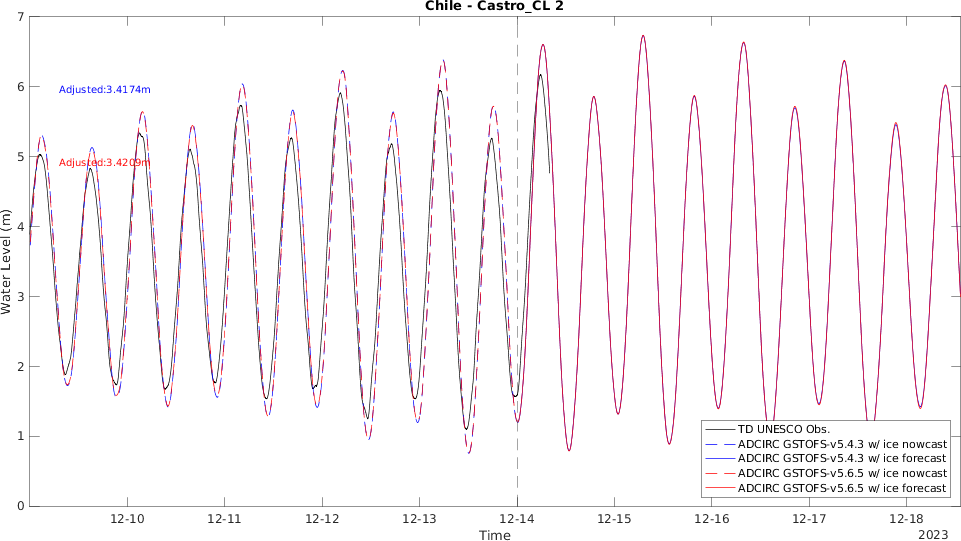 Chile - Castro_CL 2
7
6
5
4
3
2
1
0
Water Level (m)
Adjusted:3.4174m
Adjusted:3.4209m
TD UNESCO Obs.
ADCIRC GSTOFS-v5.4.3 w/ ice nowcast
ADCIRC GSTOFS-v5.4.3 w/ ice forecast
ADCIRC GSTOFS-v5.6.5 w/ ice nowcast
ADCIRC GSTOFS-v5.6.5 w/ ice forecast
12-10 12-11 12-12 12-13 12-14 12-15 12-16 12-17 12-18
Time
2023